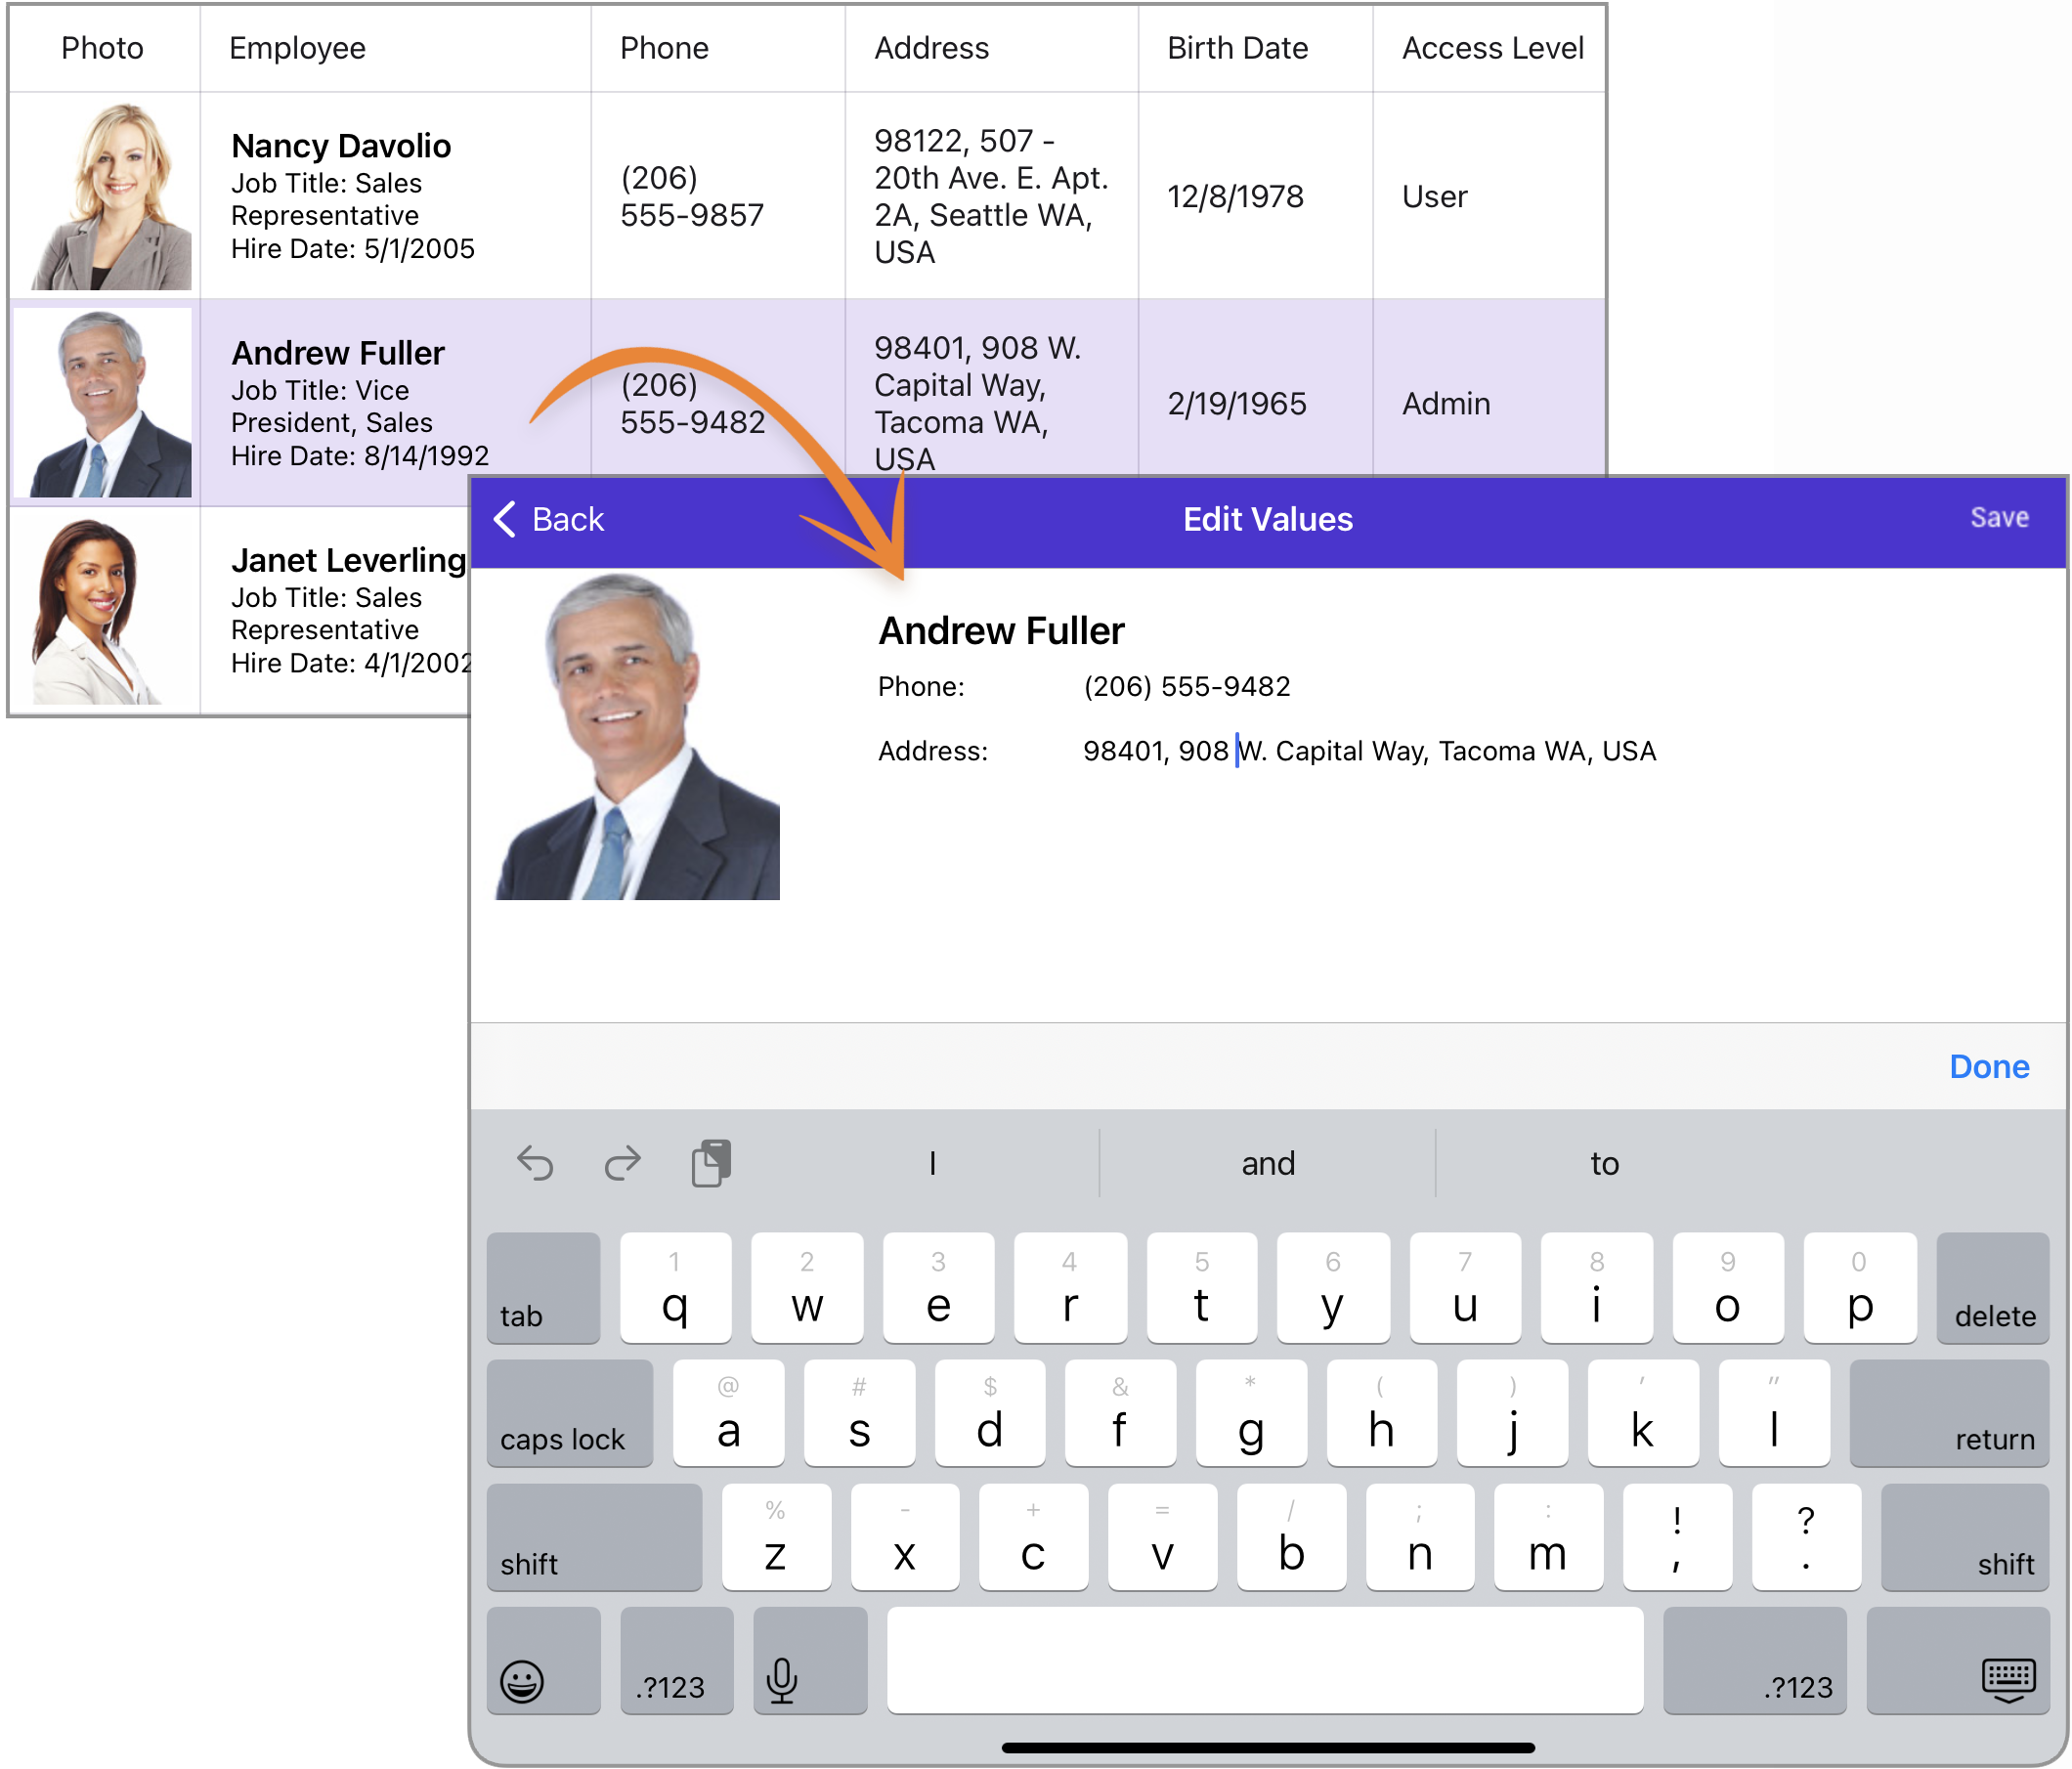 Photo Employee Phone Address Birth Date Access Level
Nancy Davolio
Job Title: Sales
Representative
Hire Date: 5/1/2005
(206)
555-9857
98122, 507 -
20th Ave. E. Apt.
2A, Seattle WA,
USA
12/8/1978
User
Andrew Fuller
Job Title: Vice
President, Sales
Hire Date: 8/14/1992
(206)
555-9482
98401, 908 W.
Capital Way,
Tacoma WA,
USA
2/19/1965
Admin
Janet Leverling
Job Title: Sales
Representative
Hire Date: 4/1/2002
Back Edit Values Save
Andrew Fuller
Phone: (206) 555-9482
Address: 98401, 908 W. Capital Way, Tacoma WA, USA
Done
I and to
1 2 3 4 5 6 7 8 9 0
tab q w e r t y u i o p delete
@ # $ & * ( ) ' "
caps lock a s d f g h j k l return
% - + = / ; : ! ?
shift z x c v b n m , . shift
.?123 .?123